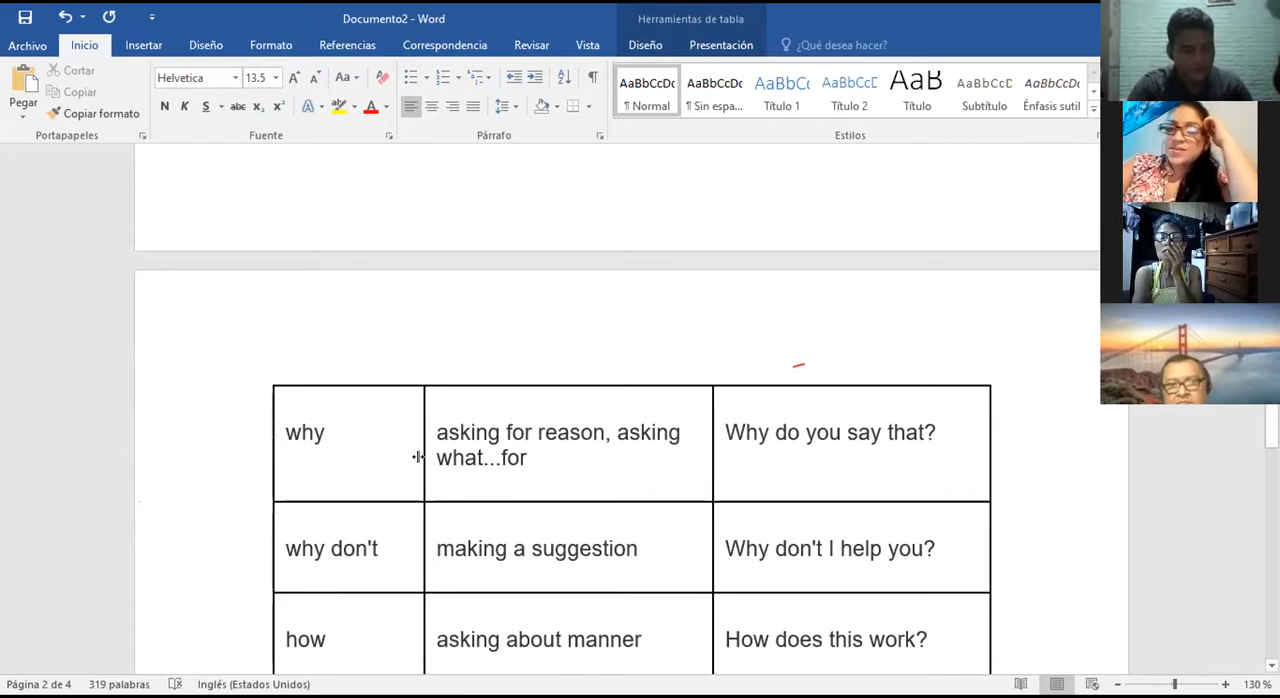 Documento2 - Word
Herramientas de tabla
Archivo Inicio Insertar Diseño Formato Referencias Correspondencia Revisar Vista Diseño Presentación ¿Qué desea hacer?
Pegar
Cortar
Copiar
Copiar formato
Portapapeles
Helvetica 13.5
Fuente
Párrafo
AaBbCcDc AaBbCcDc AaBbCcD AaBbCcD AaB AaBbCcD AaBbCcDc
¶ Normal ¶ Sin espa... Título 1 Título 2 Título Subtítulo Énfasis sutil
Estilos
why
asking for reason, asking
what...for
Why do you say that?
why don't
making a suggestion
Why don't I help you?
how
asking about manner
How does this work?
Página 2 de 4 319 palabras Inglés (Estados Unidos) 130 %